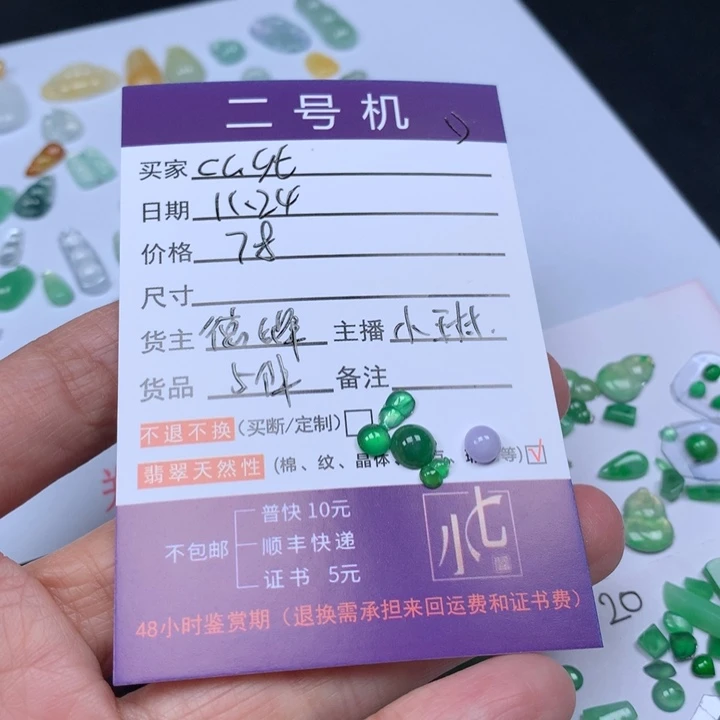 二号机
买家
日期 11.24
价格 78
尺寸
货主 德辉 主播
货品 5件 备注
不退不换(买断/定制)
翡翠天然性(棉、纹、晶体、 等)
普快10元
不包邮 顺丰快递
证书 5元
小七
48小时鉴赏期（退换需承担来回运费和证书费）
20